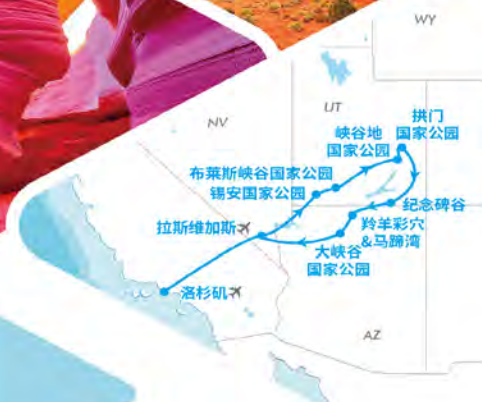 WY
NV
UT
拱门
国家公园
峡谷地
国家公园
布莱斯峡谷国家公园
锡安国家公园
纪念碑谷
拉斯维加斯
羚羊彩穴
&马蹄湾
大峡谷
国家公园
洛杉矶
AZ